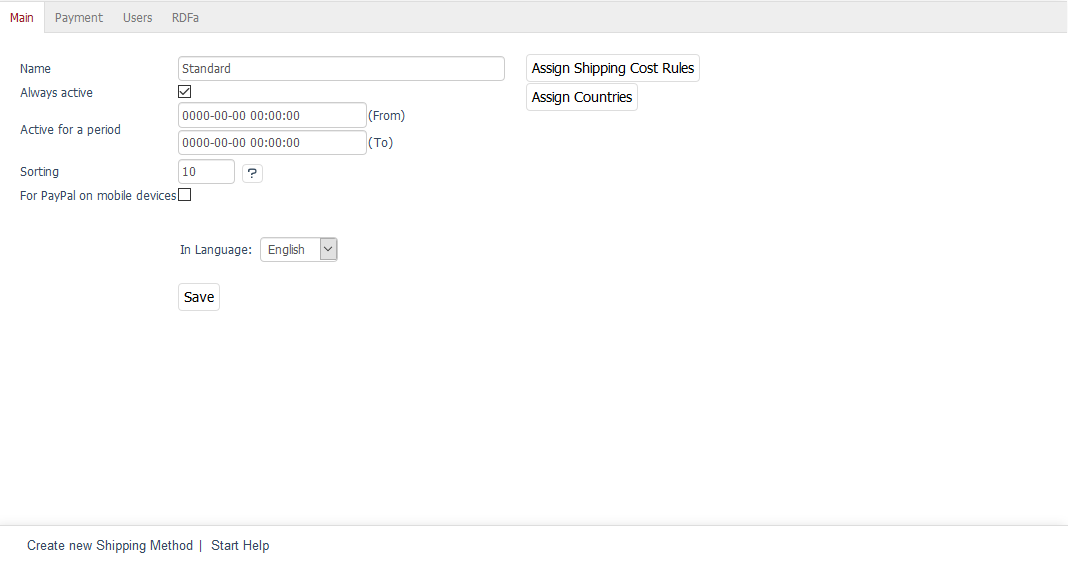 Main Payment Users RDFa
Name Standard Assign Shipping Cost Rules
Always active Assign Countries
Active for a period 0000-00-00 00:00:00 (From)
0000-00-00 00:00:00 (To)
Sorting 10 ?
For PayPal on mobile devices
In Language: English
Save
Create new Shipping Method | Start Help